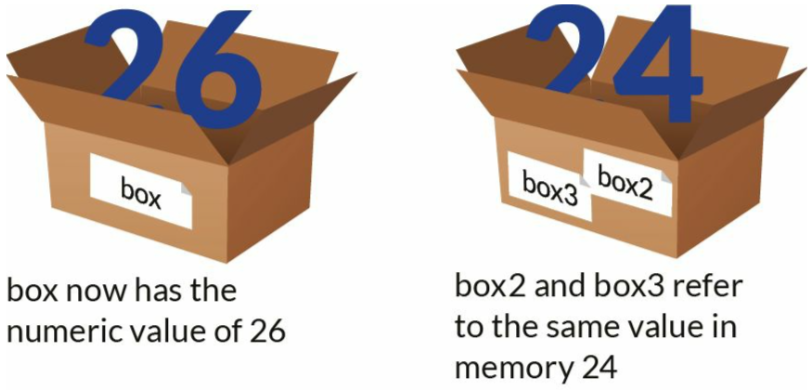 26
box
box now has the
numeric value of 26
24
box3 box2
box2 and box3 refer
to the same value in
memory 24